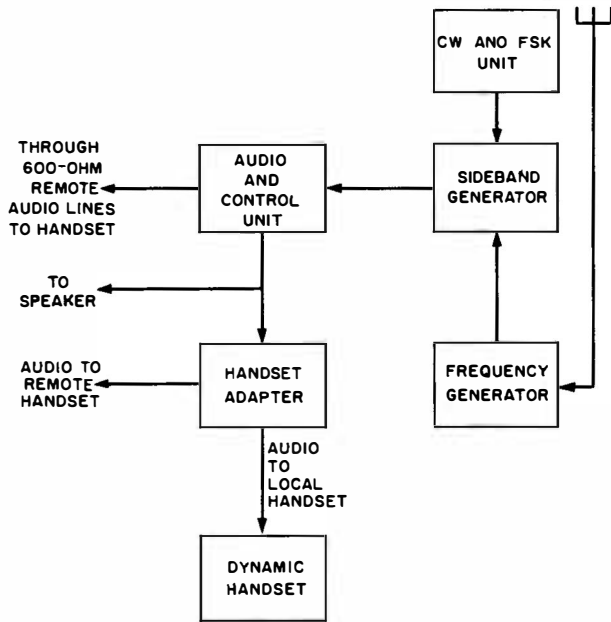 CW ANO FSK
UNIT
THROUGH
600-OHM
REMOTE
AUDIO LINES
TO HANDSET
AUDIO
AND
CONTROL
UNIT
SIDEBAND
GENERATOR
TO
SPEAKER
AUDIO TO
REMOTE
HANDSET
HANDSET
ADAPTER
FREQUENCY
GENERATOR
AUDIO
TO
LOCAL
HANDSET
DYNAMIC
HANDSET